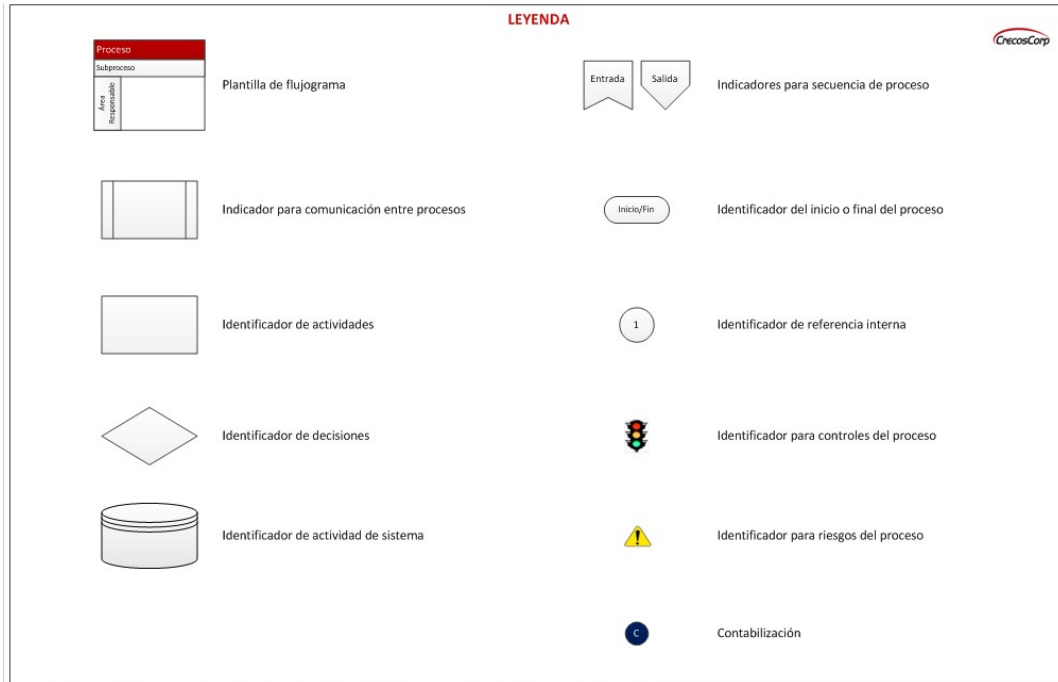 LEYENDA
CrecosCorp
Proceso
Subproceso
Área
Responsable
Plantilla de flujograma
Entrada
Salida
Indicadores para secuencia de proceso
Indicador para comunicación entre procesos
Inicio/Fin
Identificador del inicio o final del proceso
Identificador de actividades
1
Identificador de referencia interna
Identificador de decisiones
Identificador para controles del proceso
Identificador de actividad de sistema
Identificador para riesgos del proceso
C
Contabilización